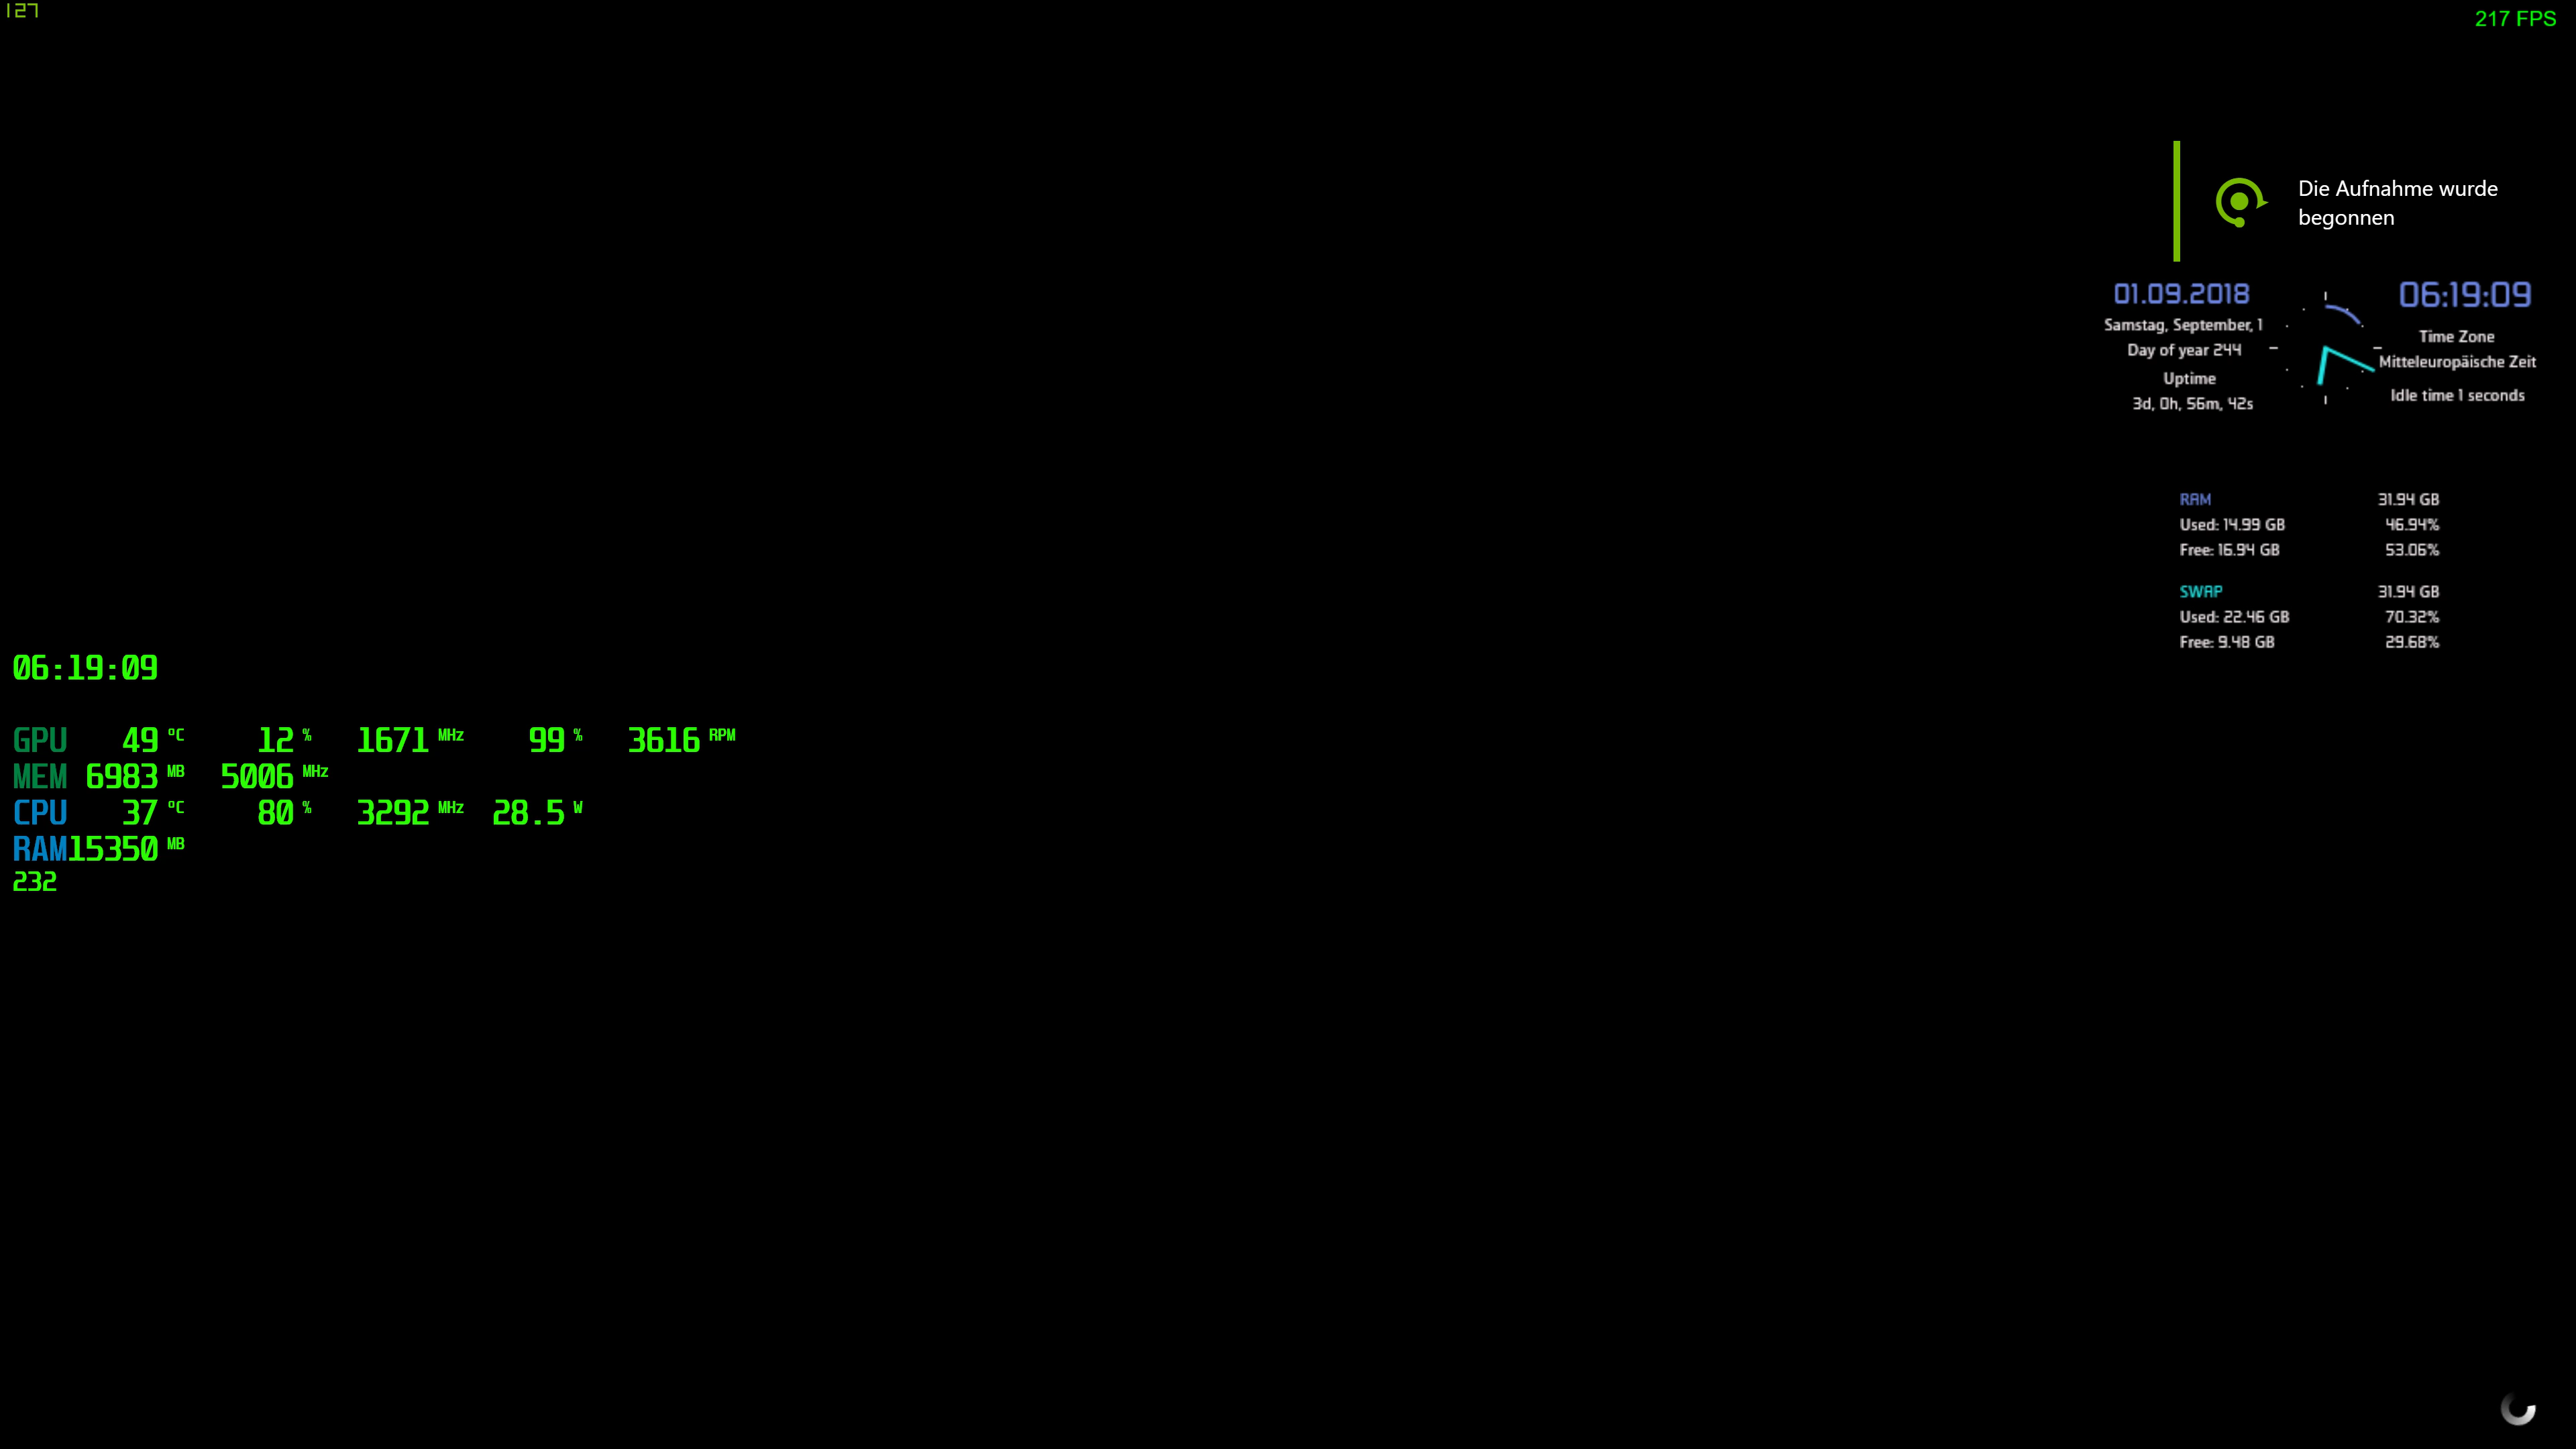 127
217 FPS
Die Aufnahme wurde
begonnen
01.09.2018
Samstag, September, 1
Day of year 244
Uptime
3d, 0h, 56m, 42s
06:19:09
Time Zone
Mitteleuropäische Zeit
Idle time 1 seconds
RAM 31.94 GB
Used: 14.99 GB 46.94%
Free: 16.94 GB 53.06%
SWAP 31.94 GB
Used: 22.46 GB 70.32%
Free: 9.48 GB 29.68%
06:19:09
GPU 49 °C 12 % 1671 MHz 99 % 3616 RPM
MEM 6983 MB 5006 MHz
CPU 37 °C 80 % 3292 MHz 28.5 W
RAM 15350 MB
232